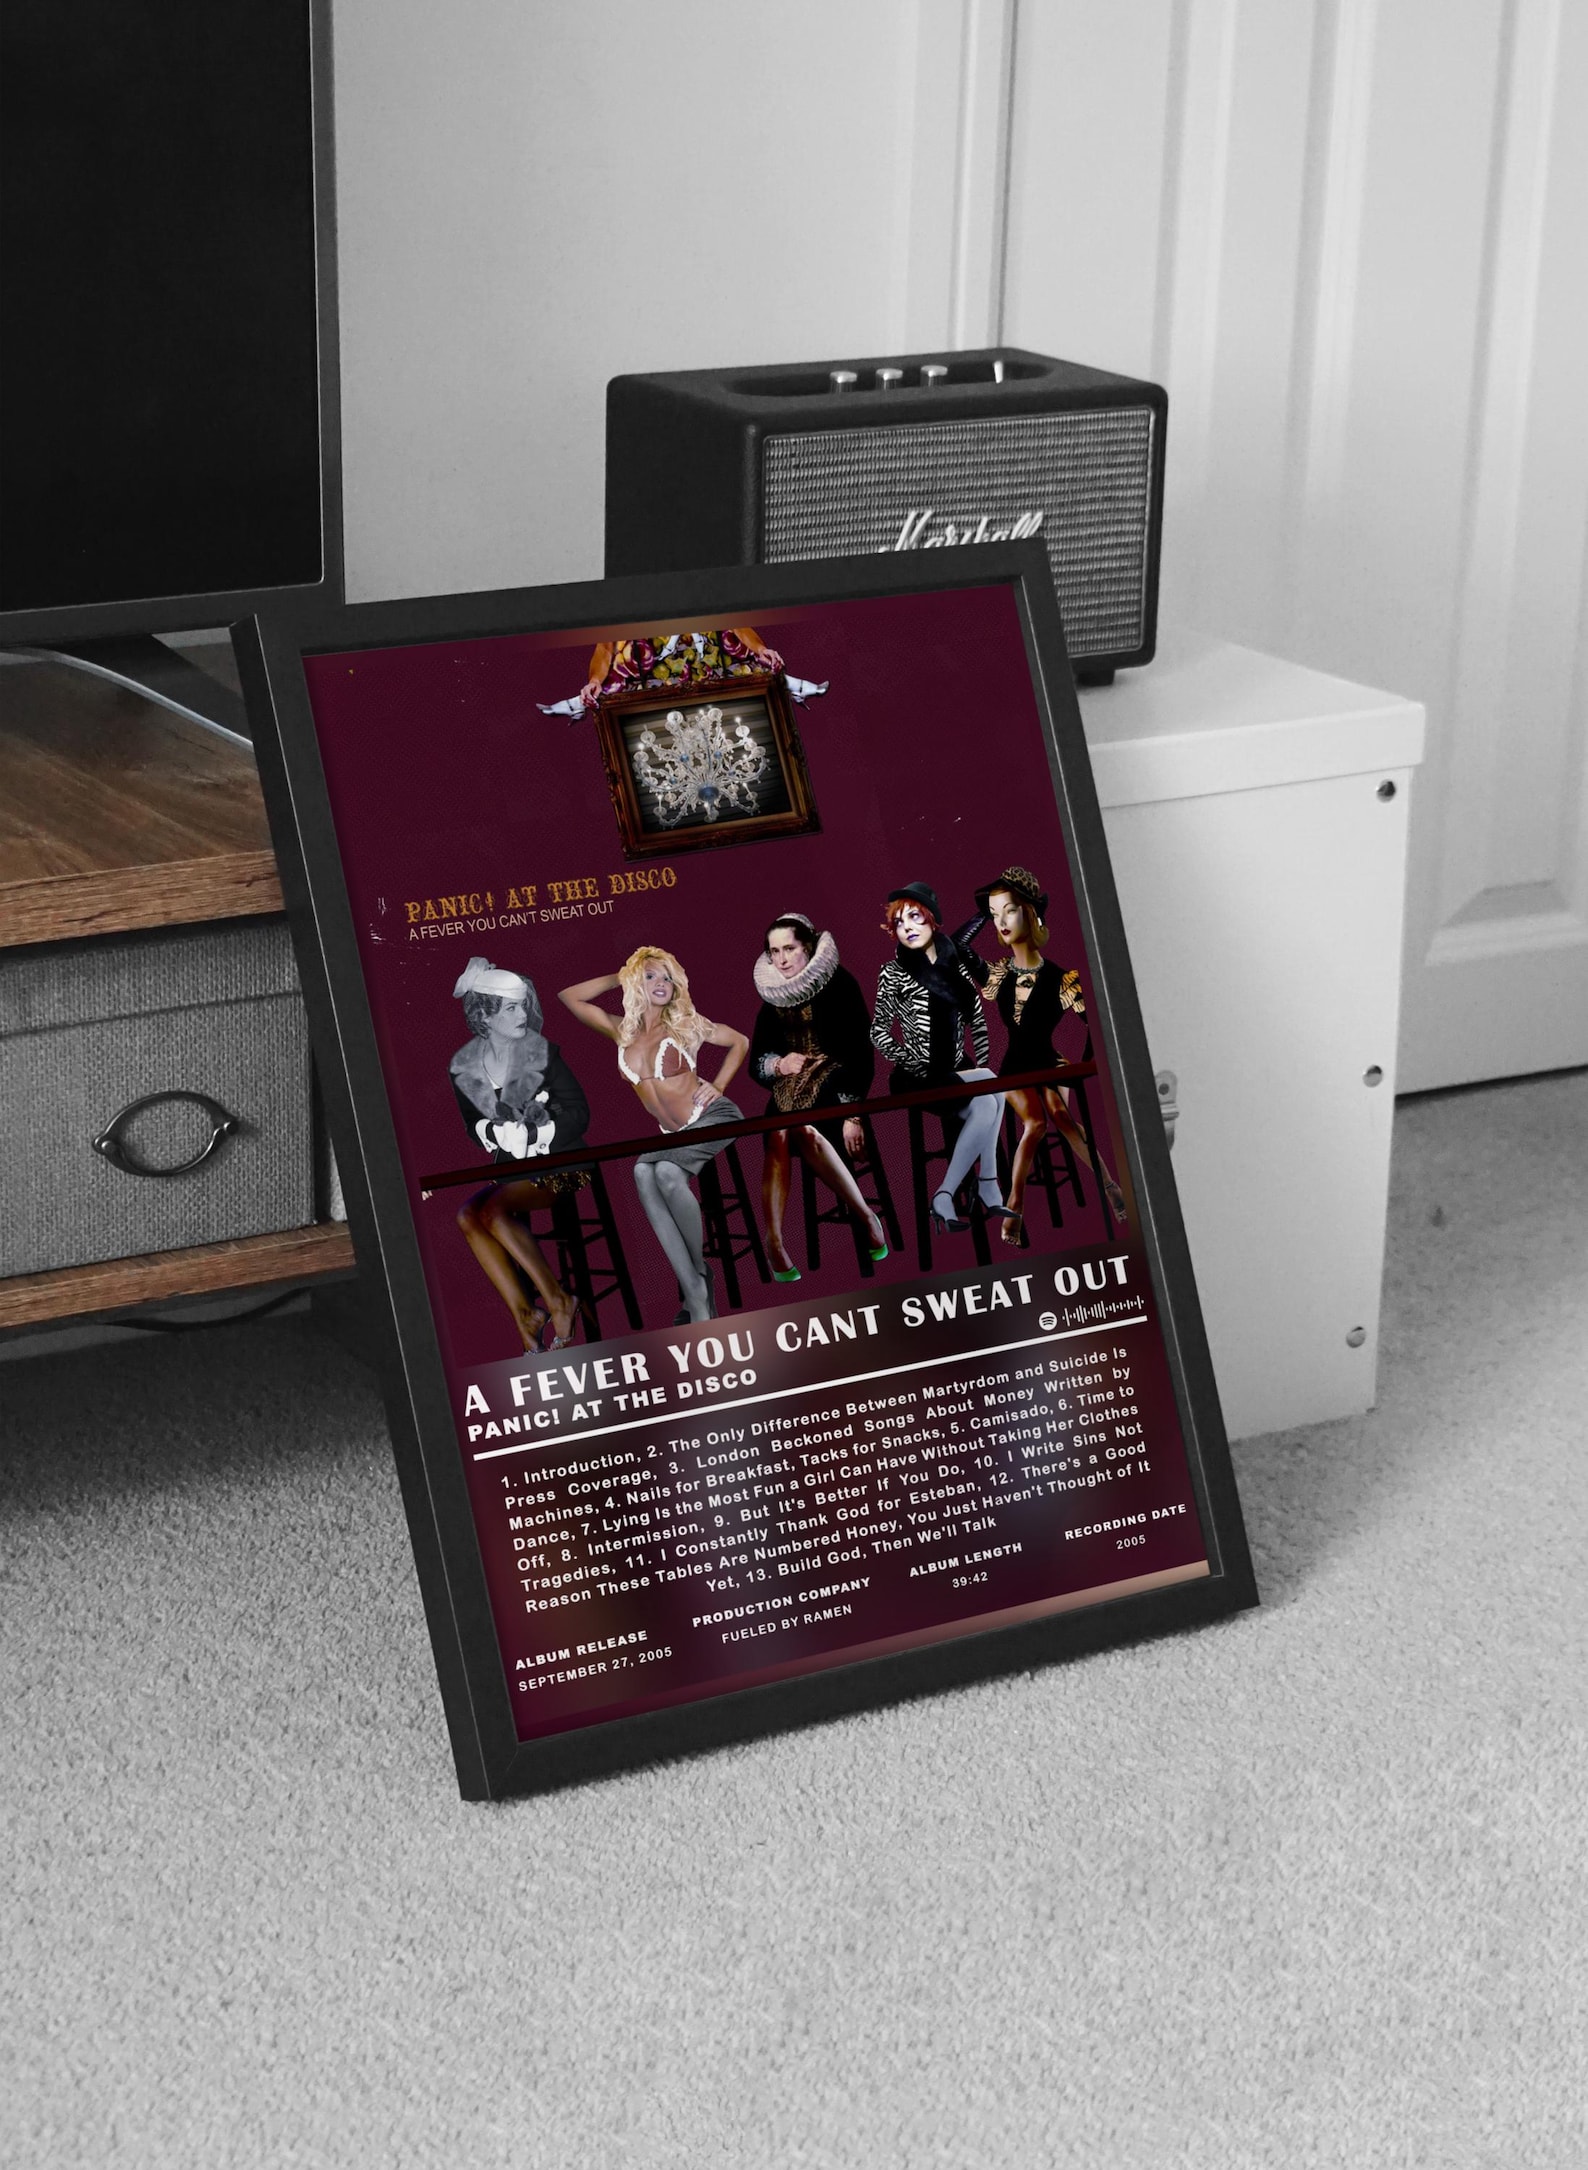 Marshall
PANIC! AT THE DISCO
A FEVER YOU CAN'T SWEAT OUT
A FEVER YOU CANT SWEAT OUT
PANIC! AT THE DISCO
1. Introduction, 2. The Only Difference Between Martyrdom and Suicide Is
Press Coverage, 3. London Beckoned Songs About Money Written by
Machines, 4. Nails for Breakfast, Tacks for Snacks, 5. Camisado, 6. Time to
Dance, 7. Lying Is the Most Fun a Girl Can Have Without Taking Her Clothes
Off, 8. Intermission, 9. But It's Better If You Do, 10. I Write Sins Not
Tragedies, 11. I Constantly Thank God for Esteban, 12. There's a Good
Reason These Tables Are Numbered Honey, You Just Haven't Thought of It
Yet, 13. Build God, Then We'll Talk
ALBUM RELEASE
SEPTEMBER 27, 2005
PRODUCTION COMPANY
FUELED BY RAMEN
ALBUM LENGTH
39:42
RECORDING DATE
2005